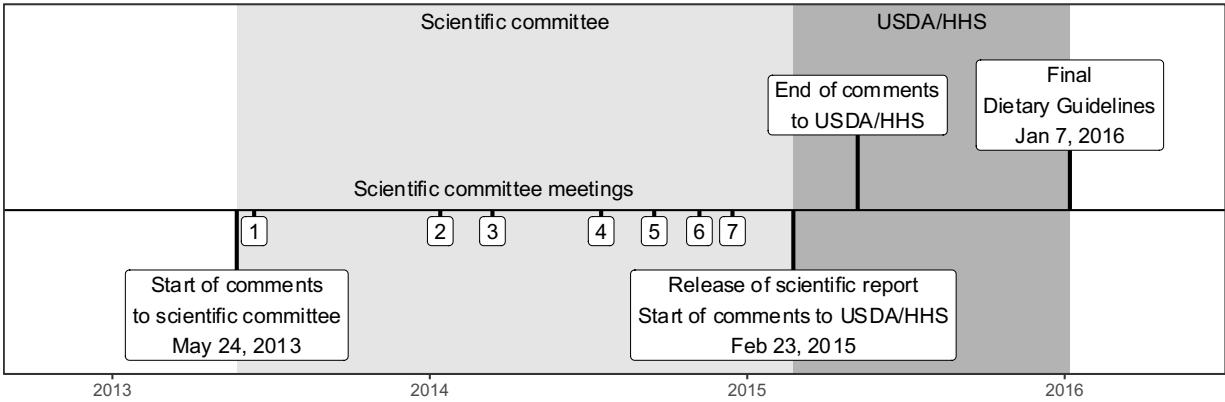 Scientific committee
USDA/HHS
End of comments
to USDA/HHS
Final
Dietary Guidelines
Jan 7, 2016
Scientific committee meetings
1
2
3
4
5
6
7
Start of comments
to scientific committee
May 24, 2013
Release of scientific report
Start of comments to USDA/HHS
Feb 23, 2015
2013
2014
2015
2016